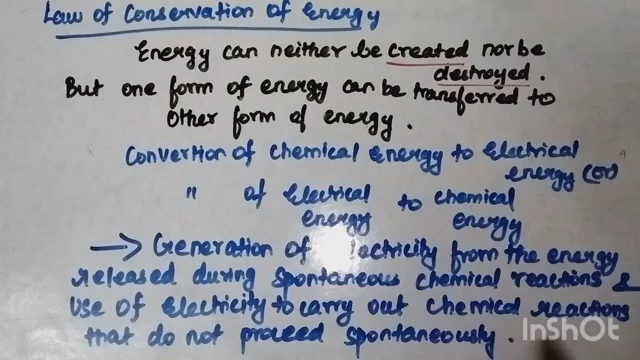 Law of Conservation of Energy
Energy can neither be created nor be
destroyed.
But one form of energy can be transferred to
other form of energy.
Convertion of chemical energy to Electrical
energy (or)
" of Electrical to chemical
energy energy
→ Generation of Electricity from the energy
released during spontaneous chemical reactions &
use of Electricity to carry out chemical reactions
that do not proceed spontaneously.
InShOt